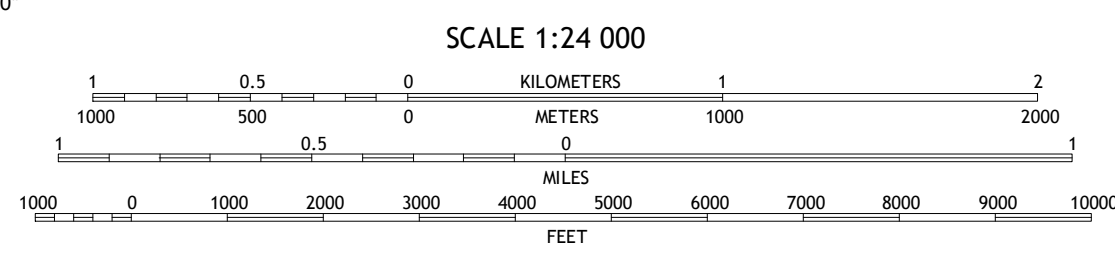 0"
SCALE 1:24 000
1 0.5 0 KILOMETERS 1 2
1000 500 0 METERS 1000 2000
1 0.5 0 1
MILES
1000 0 1000 2000 3000 4000 5000 6000 7000 8000 9000 10000
FEET